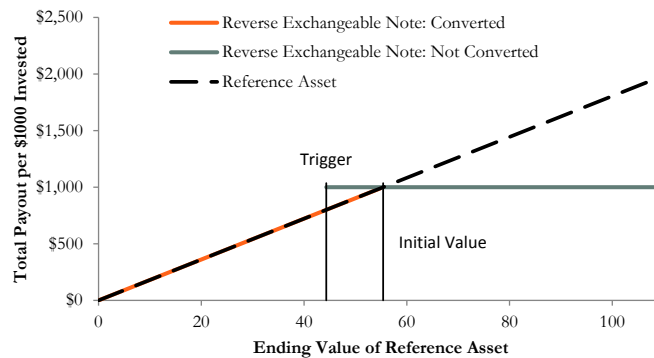 $2,500
$2,000
$1,500
$1,000
$500
$0
Total Payout per $1000 Invested
Reverse Exchangeable Note: Converted
Reverse Exchangeable Note: Not Converted
Reference Asset
Trigger
Initial Value
0 20 40 60 80 100
Ending Value of Reference Asset